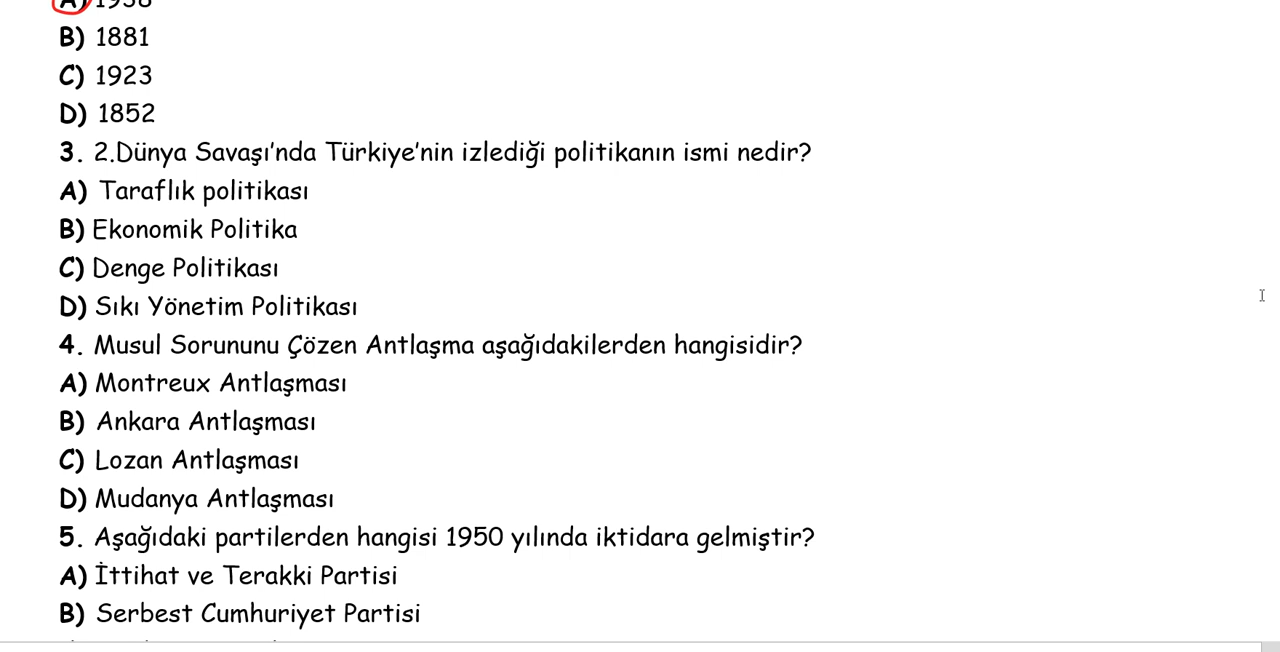 A) 1938
B) 1881
C) 1923
D) 1852
3. 2.Dünya Savaşı’nda Türkiye’nin izlediği politikanın ismi nedir?
A) Taraflık politikası
B) Ekonomik Politika
C) Denge Politikası
D) Sıkı Yönetim Politikası
4. Musul Sorununu Çözen Antlaşma aşağıdakilerden hangisidir?
A) Montreux Antlaşması
B) Ankara Antlaşması
C) Lozan Antlaşması
D) Mudanya Antlaşması
5. Aşağıdaki partilerden hangisi 1950 yılında iktidara gelmiştir?
A) İttihat ve Terakki Partisi
B) Serbest Cumhuriyet Partisi